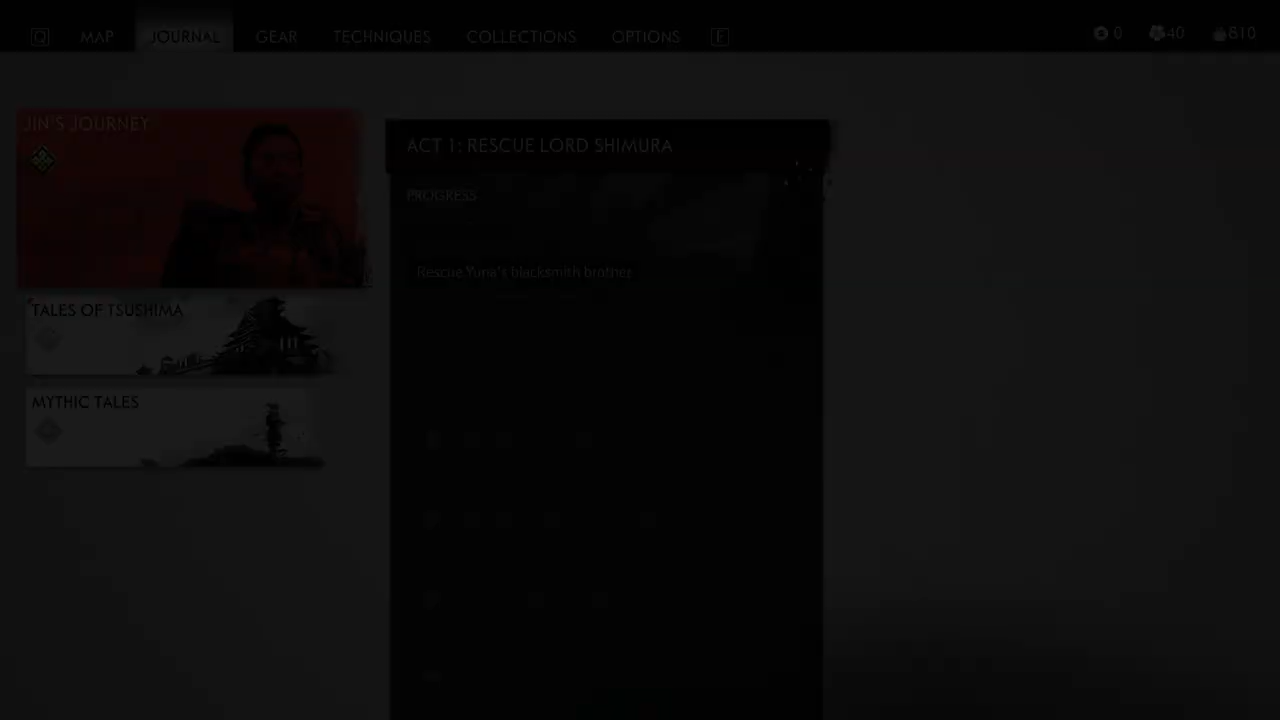 Q MAP JOURNAL GEAR TECHNIQUES COLLECTIONS OPTIONS E 0 40 810
JIN'S JOURNEY
ACT 1: RESCUE LORD SHIMURA
PROGRESS
Rescue Yuna's blacksmith brother
TALES OF TSUSHIMA
MYTHIC TALES